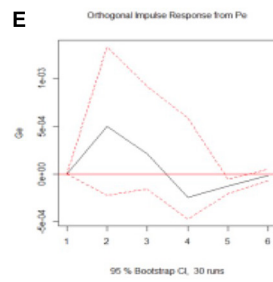 E
Orthogonal Impulse Response from Pe
Ge
1e-03
5e-04
0e+00
-5e-04
1 2 3 4 5 6
95 % Bootstrap CI, 30 runs